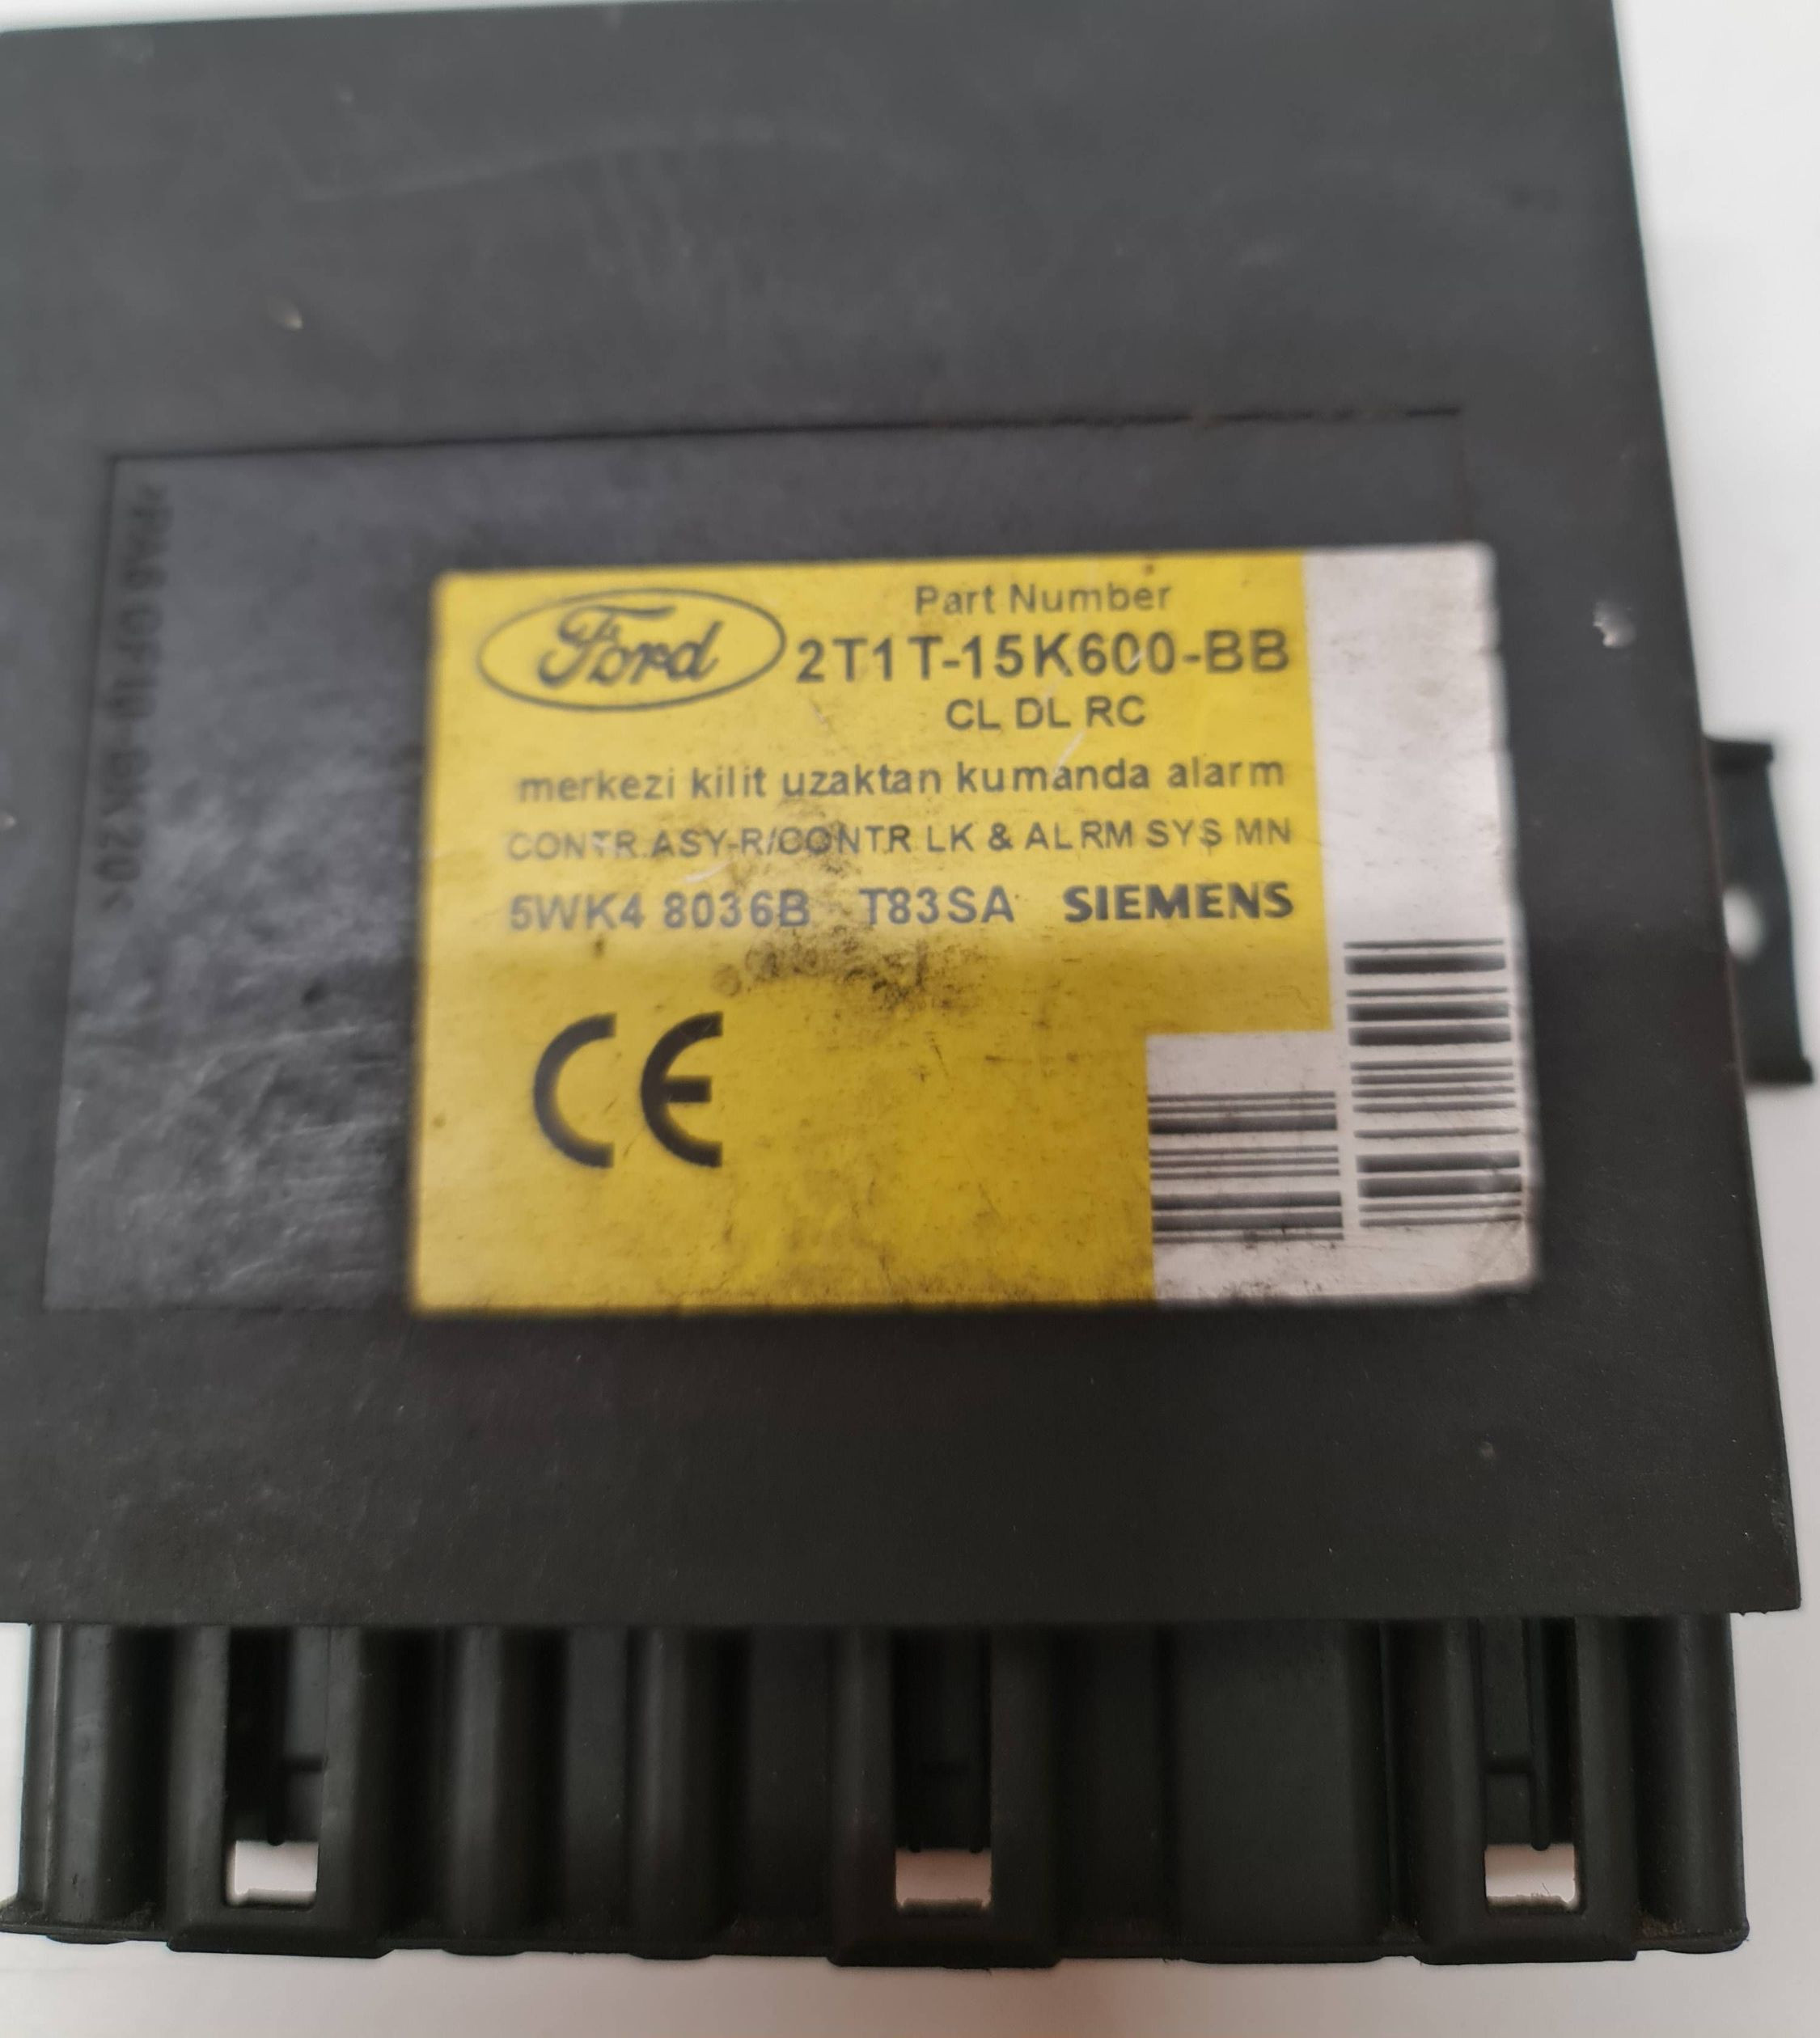 Ford
Part Number
2T1T-15K600-BB
CL DL RC
merkezi kilit uzaktan kumanda alarm
CONTR.ASY-R/CONTR LK & ALRM SYS MN
5WK4 8036B T83SA SIEMENS
CE